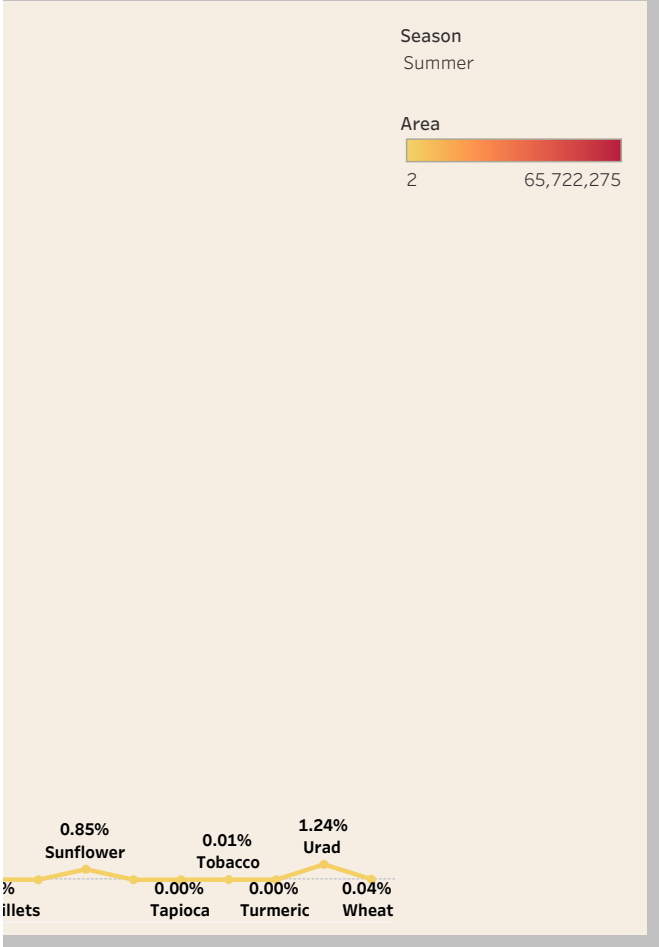 Season
Summer
Area
2 65,722,275
0.85%
Sunflower
0.01%
Tobacco
1.24%
Urad
%
illets
0.00%
Tapioca
0.00%
Turmeric
0.04%
Wheat